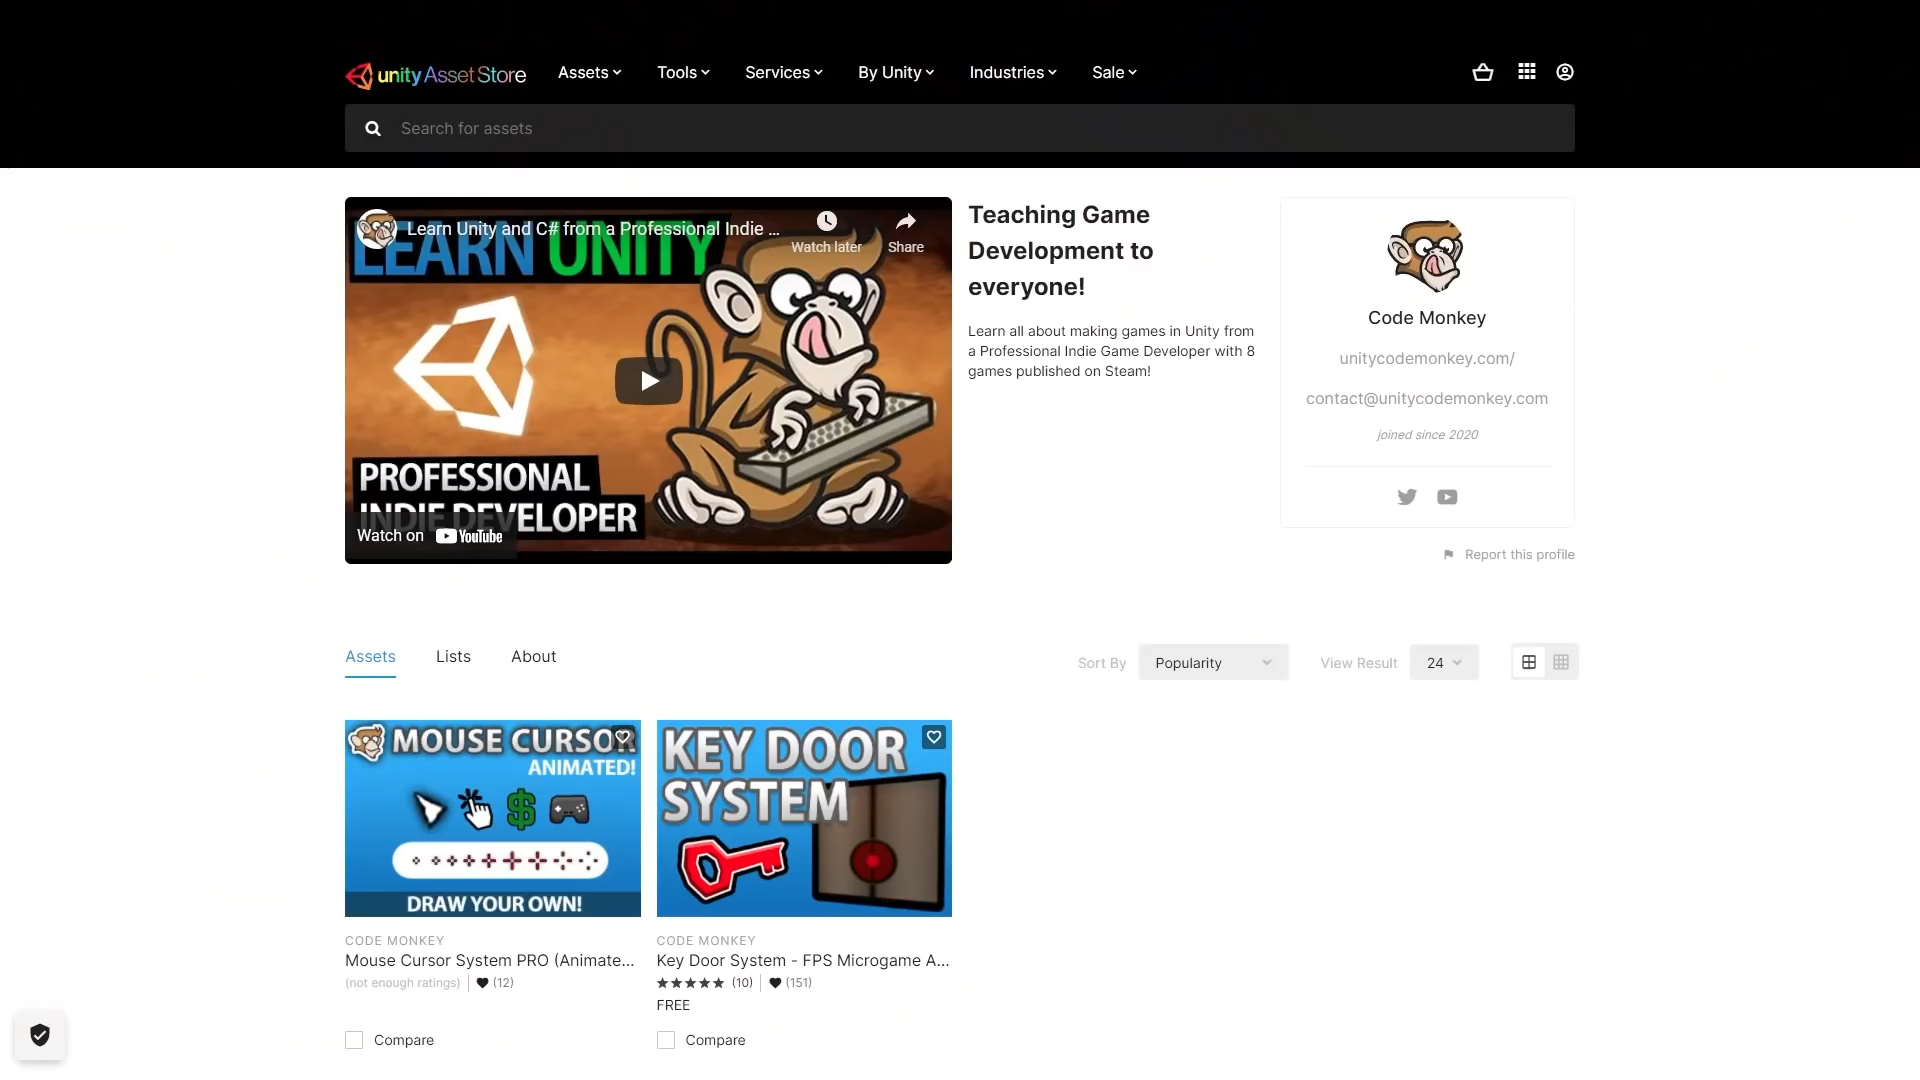 unity Asset Store
Assets
Tools
Services
By Unity
Industries
Sale
Search for assets
Learn Unity and C# from a Professional Indie ...
Watch later
Share
LEARN UNITY
PROFESSIONAL
INDIE DEVELOPER
Watch on YouTube
Teaching Game
Development to
everyone!
Learn all about making games in Unity from
a Professional Indie Game Developer with 8
games published on Steam!
Code Monkey
unitycodemonkey.com/
contact@unitycodemonkey.com
joined since 2020
Report this profile
Assets
Lists
About
Sort By
Popularity
View Result
24
MOUSE CURSOR
ANIMATED!
DRAW YOUR OWN!
CODE MONKEY
Mouse Cursor System PRO (Animate...
(not enough ratings)
(12)
Compare
KEY DOOR
SYSTEM
CODE MONKEY
Key Door System - FPS Microgame A...
(10)
(151)
FREE
Compare